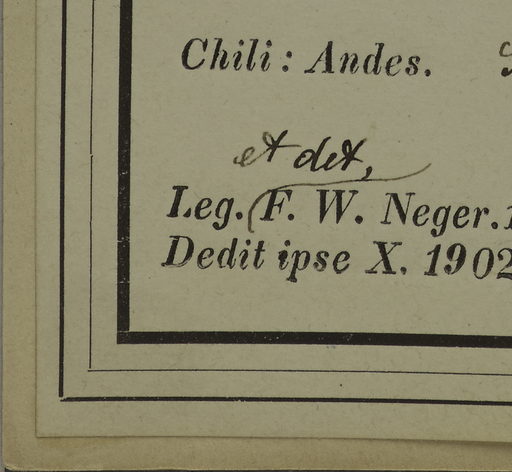 Chili: Andes.
et det,
Leg. F. W. Neger.
Dedit ipse X. 1902